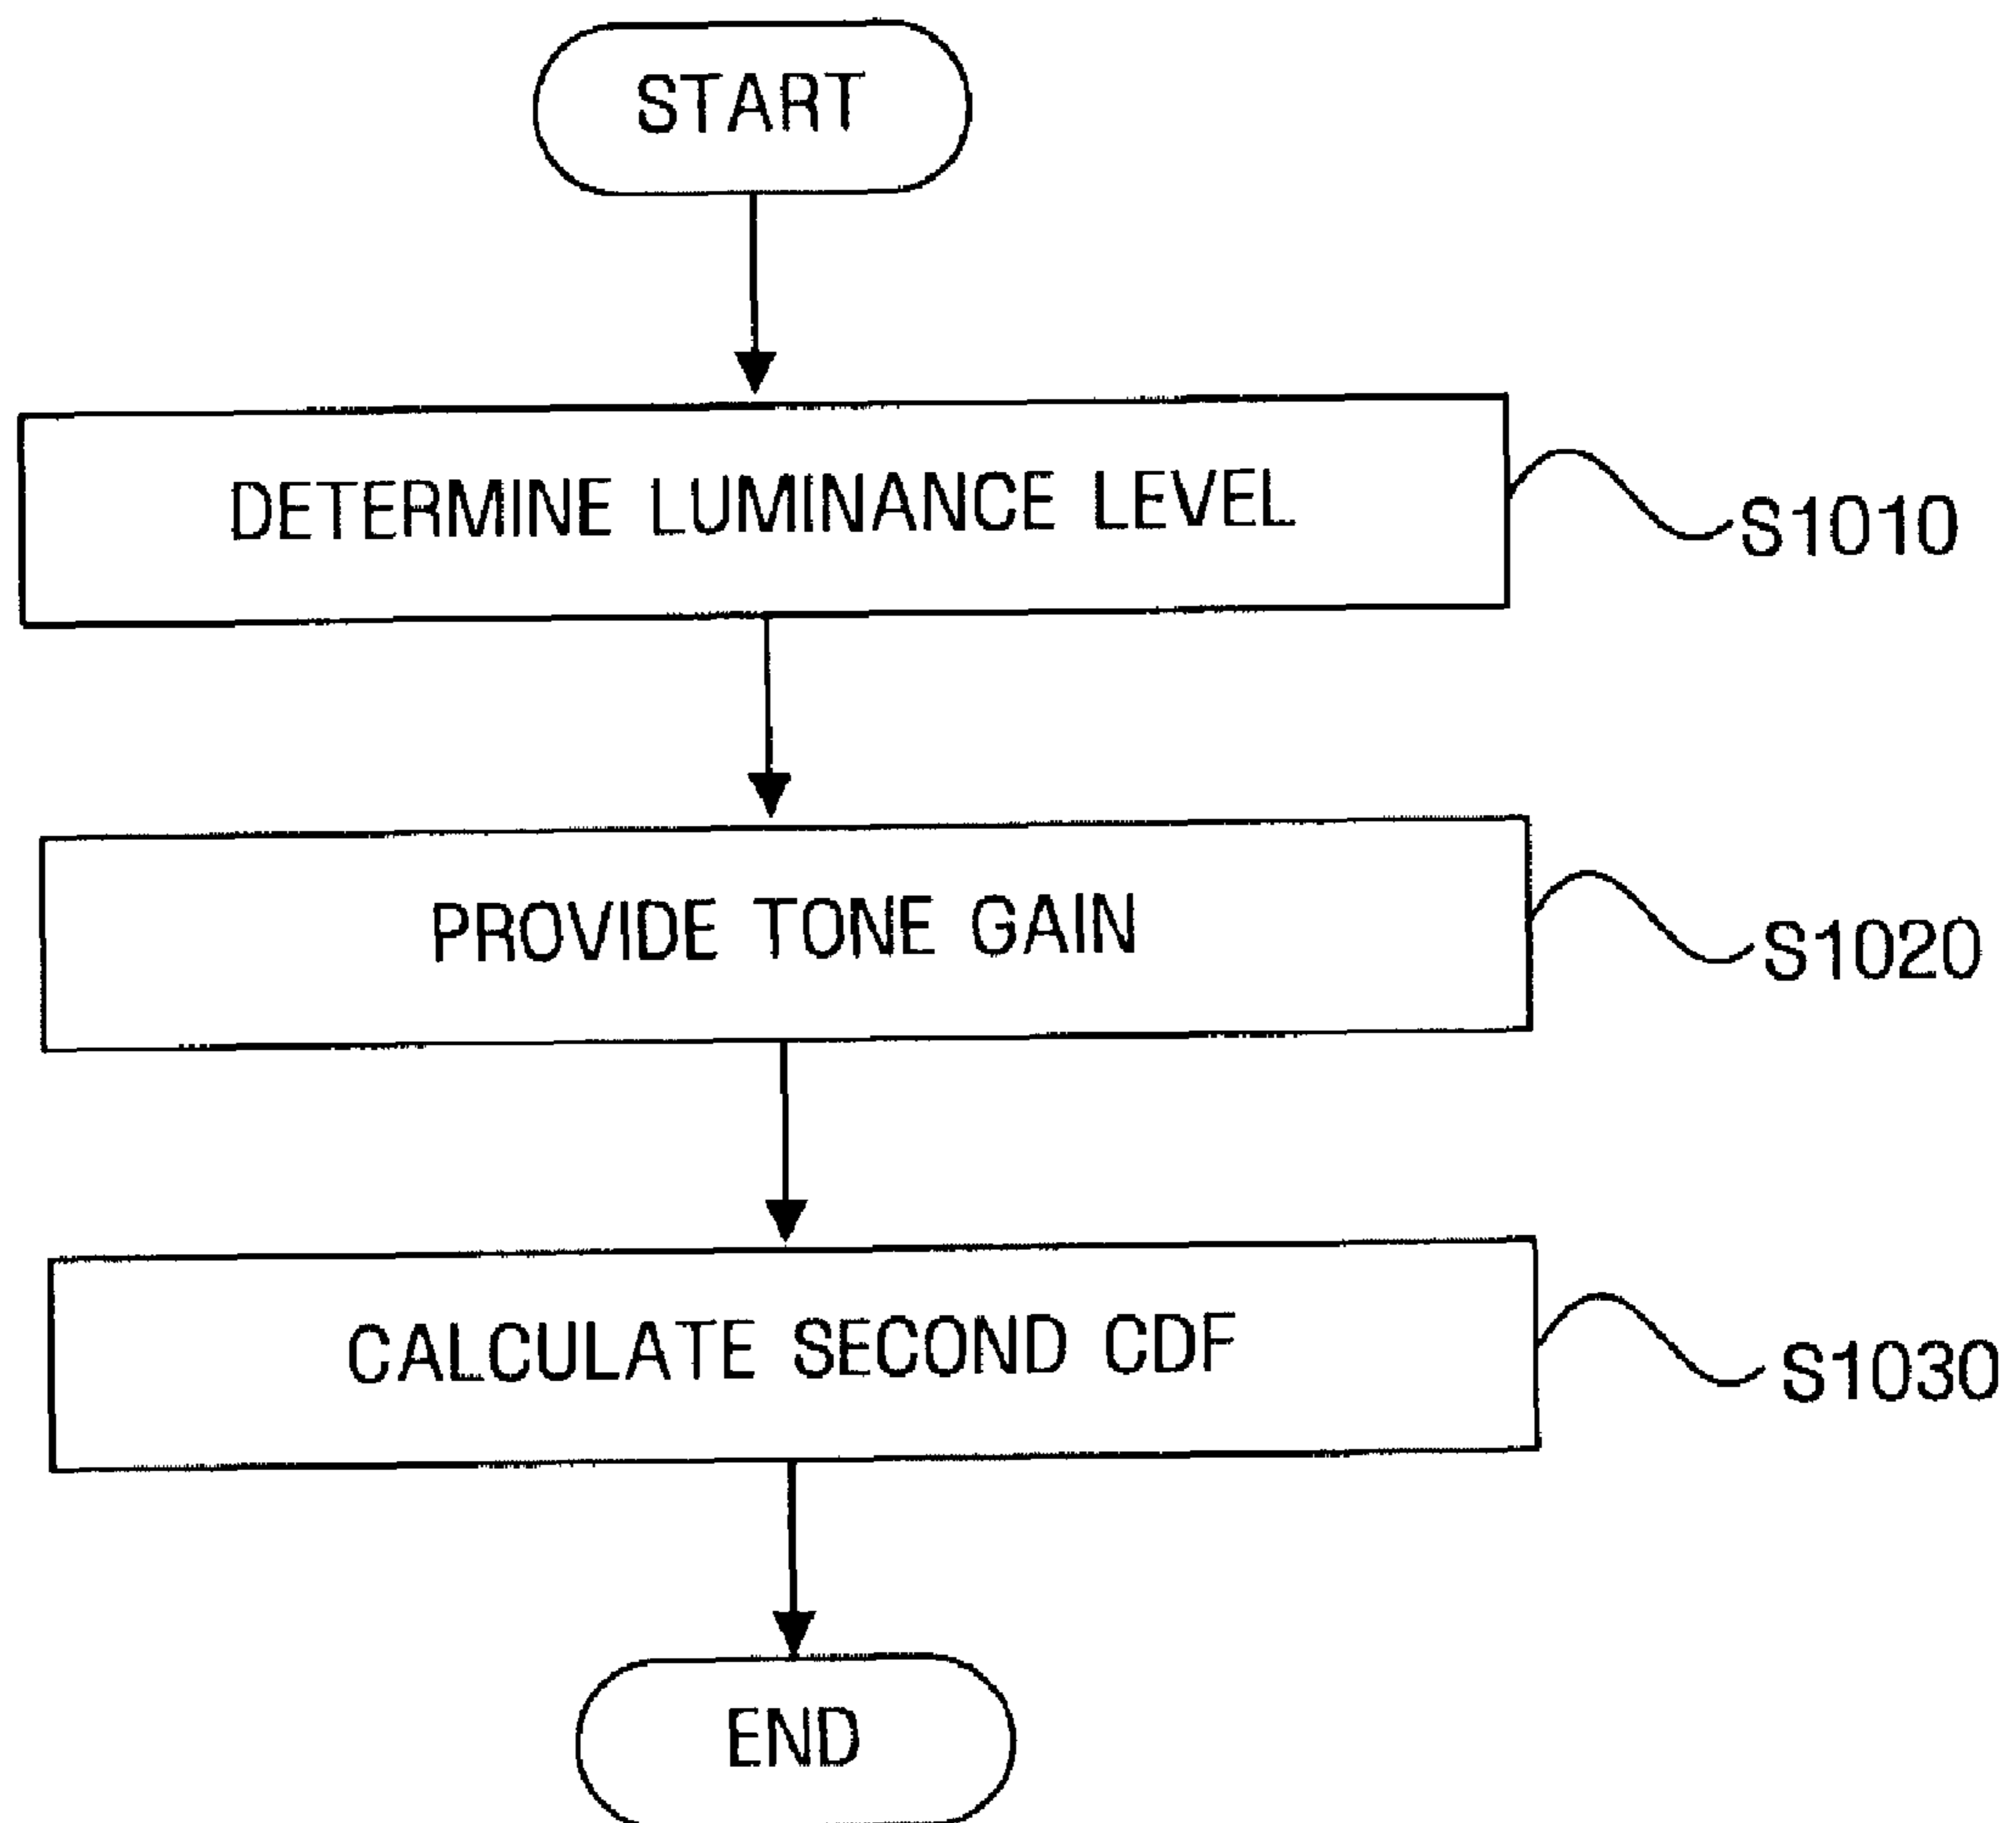 START
DETERMINE LUMINANCE LEVEL
S1010
PROVIDE TONE GAIN
S1020
CALCULATE SECOND CDF
S1030
END